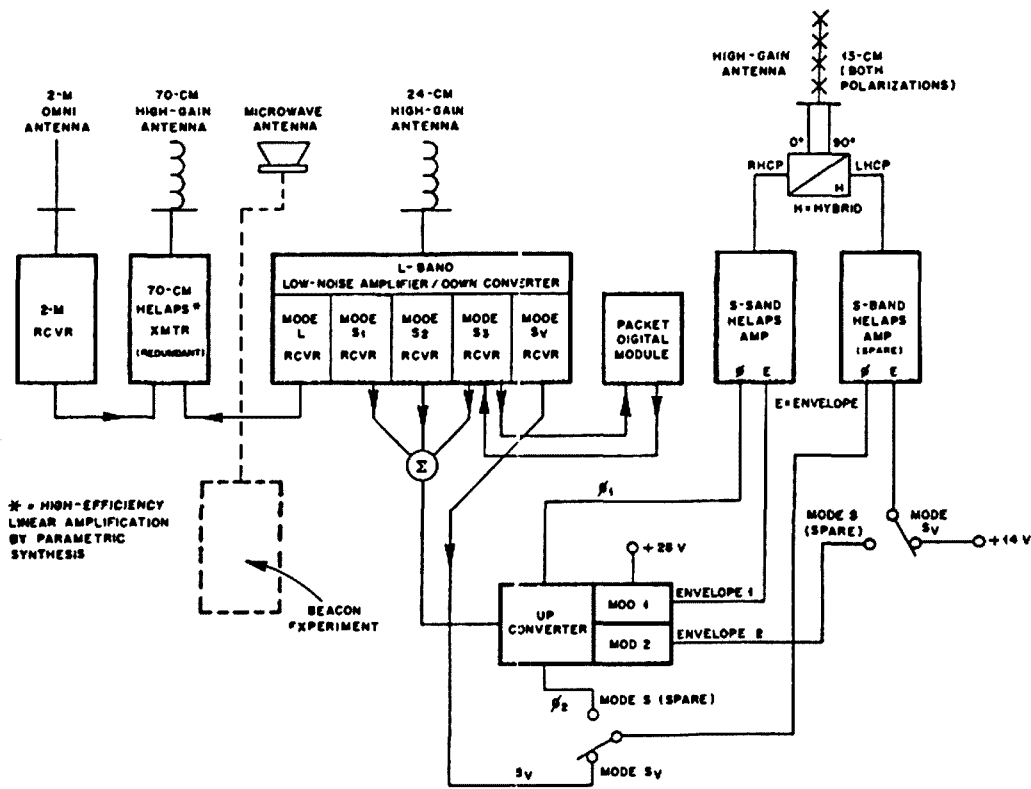 2-M
OMNI
ANTENNA
70-CM
HIGH-GAIN
ANTENNA
MICROWAVE
ANTENNA
24-CM
HIGH-GAIN
ANTENNA
HIGH-GAIN
ANTENNA
13-CM
(BOTH
POLARIZATIONS)
0°
90°
RHCP
LHCP
H
H=HYBRID
2-M
RCVR
70-CM
HELAPS*
XMTR
(REDUNDANT)
L-BAND
LOW-NOISE AMPLIFIER/DOWN CONVERTER
MODE
L
RCVR
MODE
S1
RCVR
MODE
S2
RCVR
MODE
S3
RCVR
MODE
SV
RCVR
PACKET
DIGITAL
MODULE
S-SAND
HELAPS
AMP
Ø E
S-BAND
HELAPS
AMP
(SPARE)
Ø E
E=ENVELOPE
Σ
* = HIGH-EFFICIENCY
LINEAR AMPLIFICATION
BY PARAMETRIC
SYNTHESIS
BEACON
EXPERIMENT
Ø1
MODE S
(SPARE)
MODE
SV
+14 V
UP
CONVERTER
MOD 1
MOD 2
ENVELOPE 1
ENVELOPE 2
Ø2
MODE S (SPARE)
SV
MODE SV